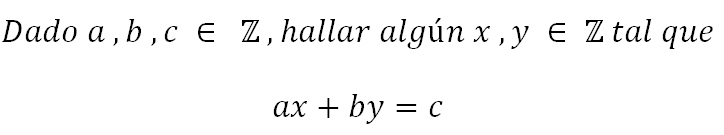 Dado a , b , c ∈ ℤ , hallar algún x , y ∈ ℤ tal que
ax + by = c